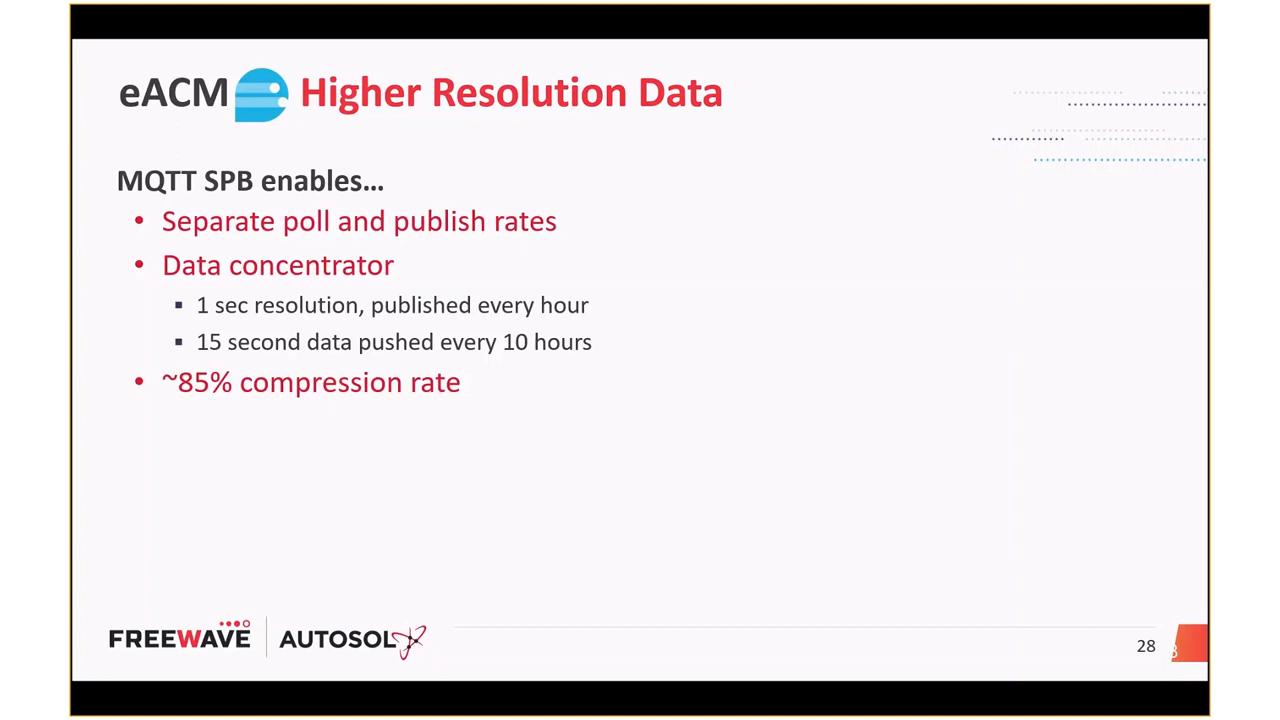 eACM Higher Resolution Data
MQTT SPB enables...
• Separate poll and publish rates
• Data concentrator
▪ 1 sec resolution, published every hour
▪ 15 second data pushed every 10 hours
• ~85% compression rate
FREEWAVE AUTOSOL
28